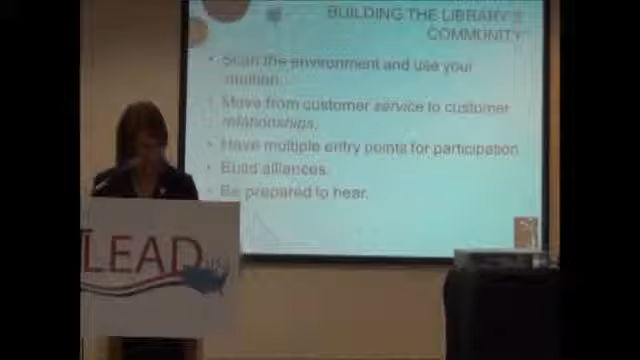 BUILDING THE LIBRARY'S
COMMUNITY
• Scan the environment and use your
intuition.
• Move from customer service to customer
relationships.
• Have multiple entry points for participation
• Build alliances.
• Be prepared to hear.
LEAD